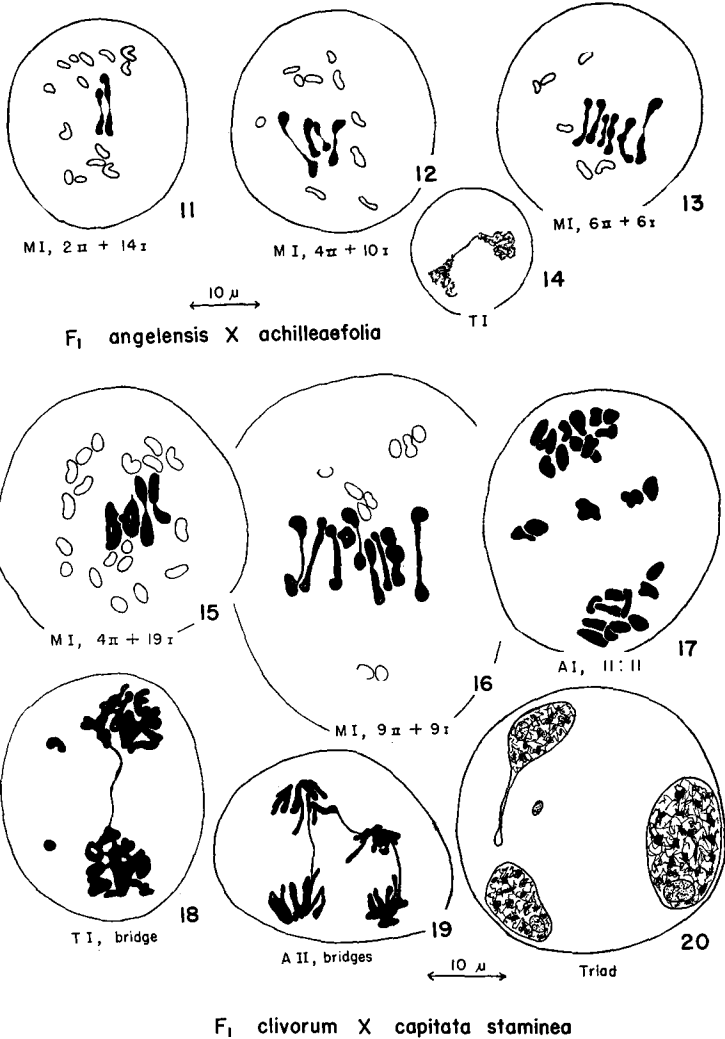 11
MI, 2II + 14I
12
MI, 4II + 10I
13
MI, 6II + 6I
14
TI
10 μ
F₁ angelensis X achilleaefolia
15
MI, 4II + 19I
16
MI, 9II + 9I
17
AI, 11:11
18
TI, bridge
19
AII, bridges
20
Triad
10 μ
F₁ clivorum X capitata staminea